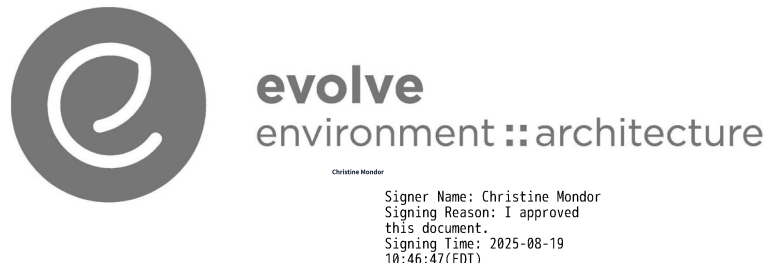 evolve
environment :: architecture
Christine Mondor
Signer Name: Christine Mondor
Signing Reason: I approved
this document.
Signing Time: 2025-08-19
10:46:47(EDT)